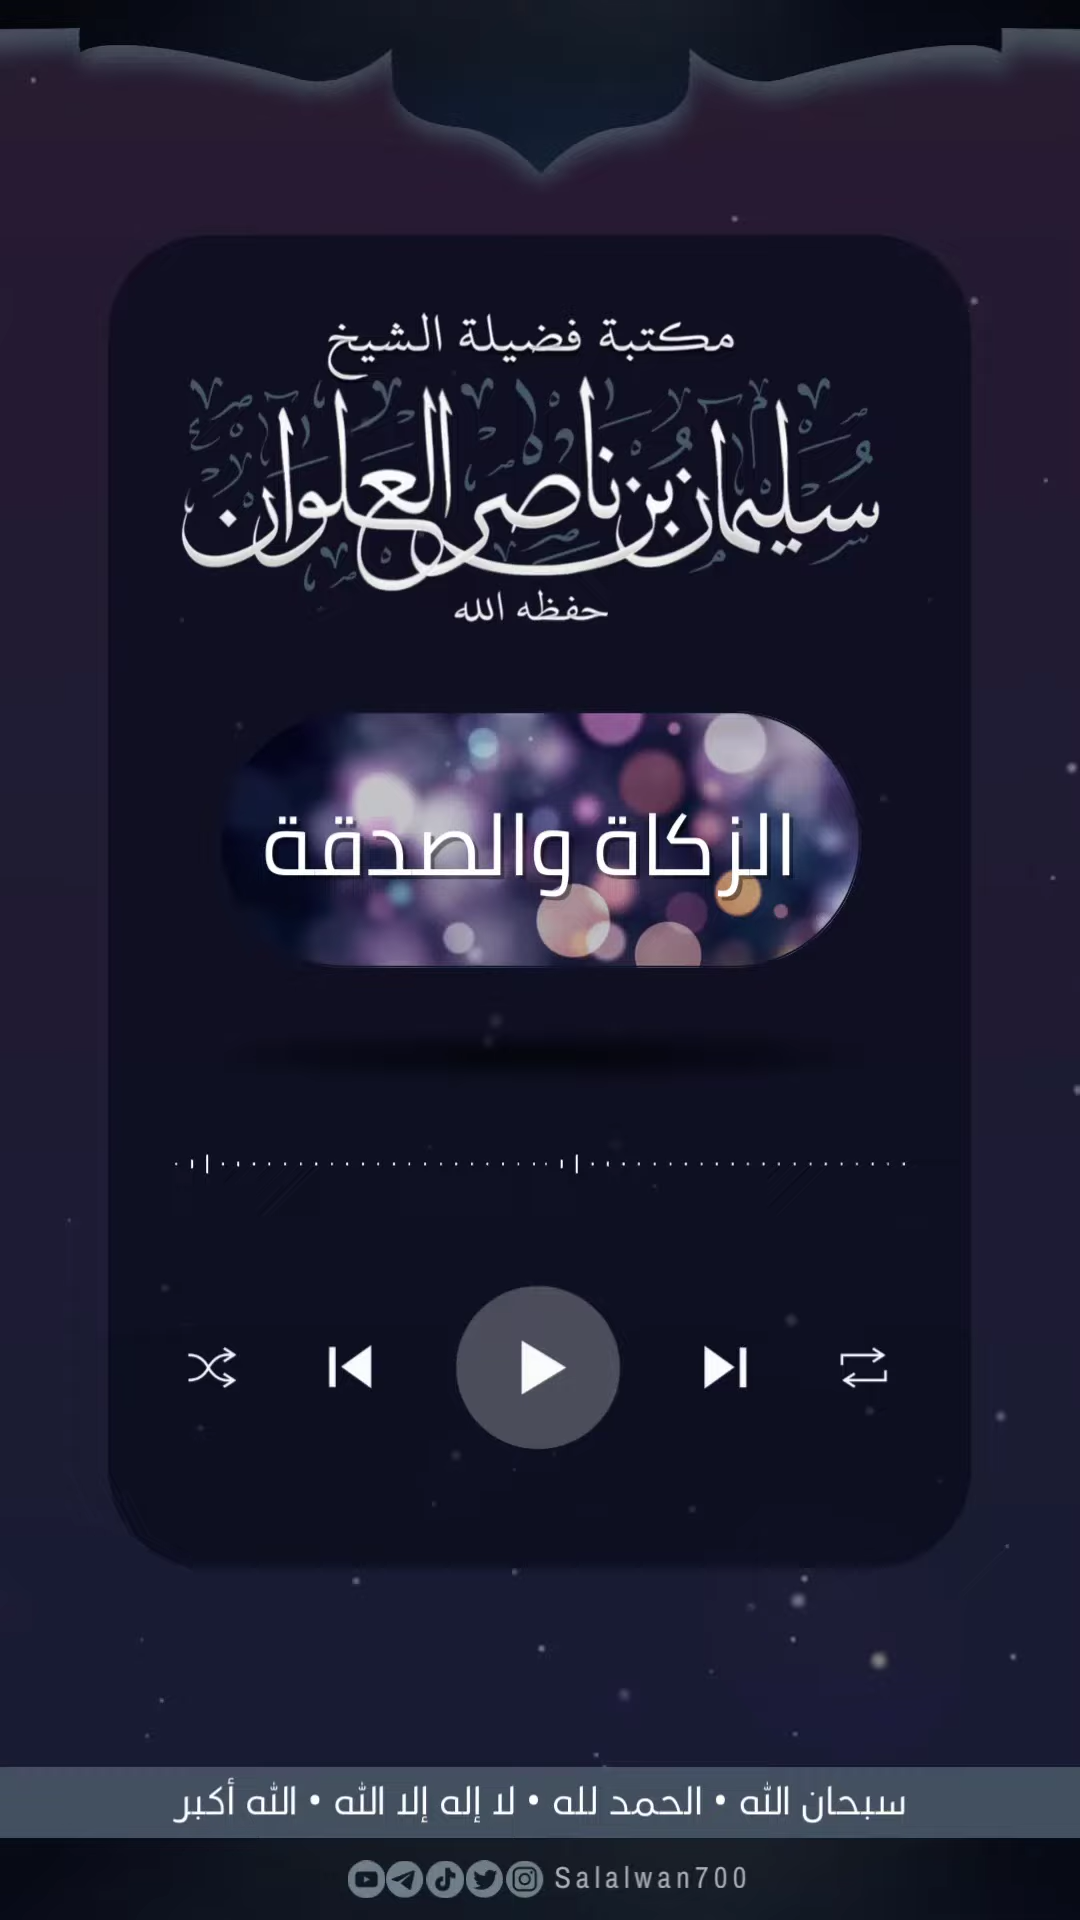 مكتبة فضيلة الشيخ
سليمان بن ناصر العلوان
حفظه الله
الزكاة والصدقة
سبحان الله • الحمد لله • لا إله إلا الله • الله أكبر
Salalwan700